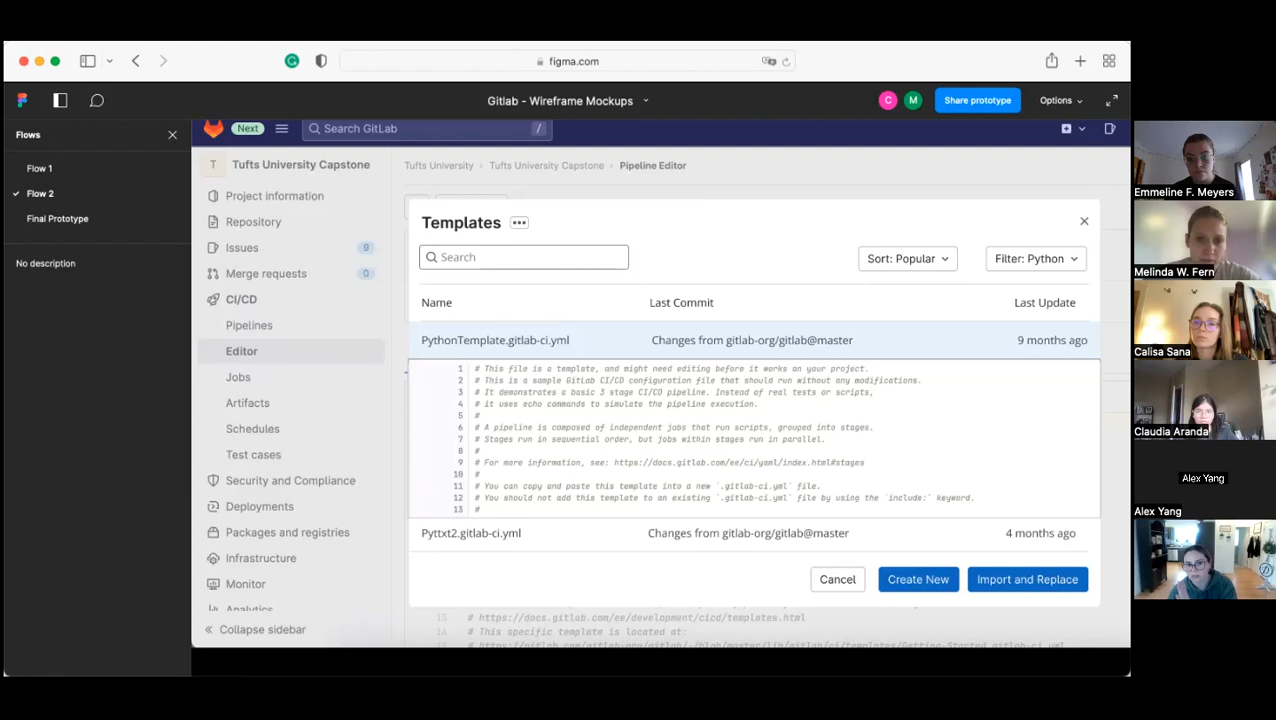 figma.com
Gitlab - Wireframe Mockups
C
M
Share prototype
Options
Flows
Flow 1
Flow 2
Final Prototype
No description
Next
Search GitLab
/
T
Tufts University Capstone
Project information
Repository
Issues
9
Merge requests
0
CI/CD
Pipelines
Editor
Jobs
Artifacts
Schedules
Test cases
Security and Compliance
Deployments
Packages and registries
Infrastructure
Monitor
Analytics
Collapse sidebar
Tufts University
Tufts University Capstone
Pipeline Editor
Templates
Search
Sort: Popular
Filter: Python
Name
Last Commit
Last Update
PythonTemplate.gitlab-ci.yml
Changes from gitlab-org/gitlab@master
9 months ago
1 # This file is a template, and might need editing before it works on your project.
2 # This is a sample GitLab CI/CD configuration file that should run without any modifications.
3 # It demonstrates a basic 3 stage CI/CD pipeline. Instead of real tests or scripts,
4 # it uses echo commands to simulate the pipeline execution.
5 #
6 # A pipeline is composed of independent jobs that run scripts, grouped into stages.
7 # Stages run in sequential order, but jobs within stages run in parallel.
8 #
9 # For more information, see: https://docs.gitlab.com/ee/ci/yaml/index.html#stages
10 #
11 # You can copy and paste this template into a new `.gitlab-ci.yml` file.
12 # You should not add this template to an existing `.gitlab-ci.yml` file by using the `include:` keyword.
13 #
Pyttxt2.gitlab-ci.yml
Changes from gitlab-org/gitlab@master
4 months ago
Cancel
Create New
Import and Replace
15 # https://docs.gitlab.com/ee/development/cicd/templates.html
16 # This specific template is located at:
Emmeline F. Meyers
Melinda W. Fern
Calisa Sana
Claudia Aranda
Alex Yang
Alex Yang